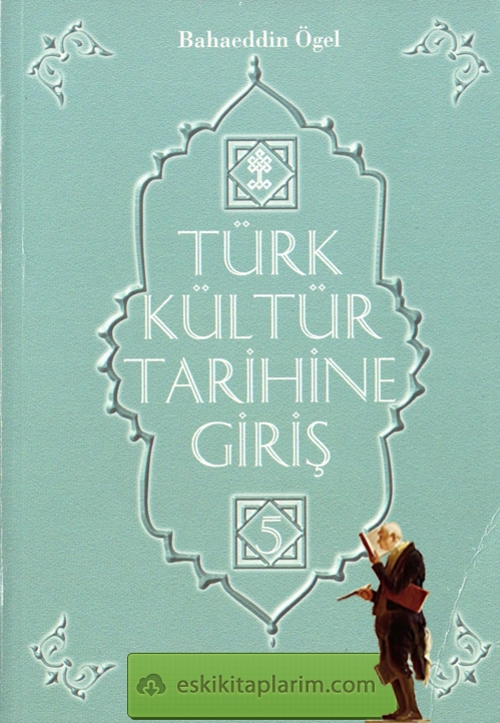 Bahaeddin Ögel
TÜRK
KÜLTÜR
TARİHİNE
GİRİŞ
5
eskikitaplarim.com